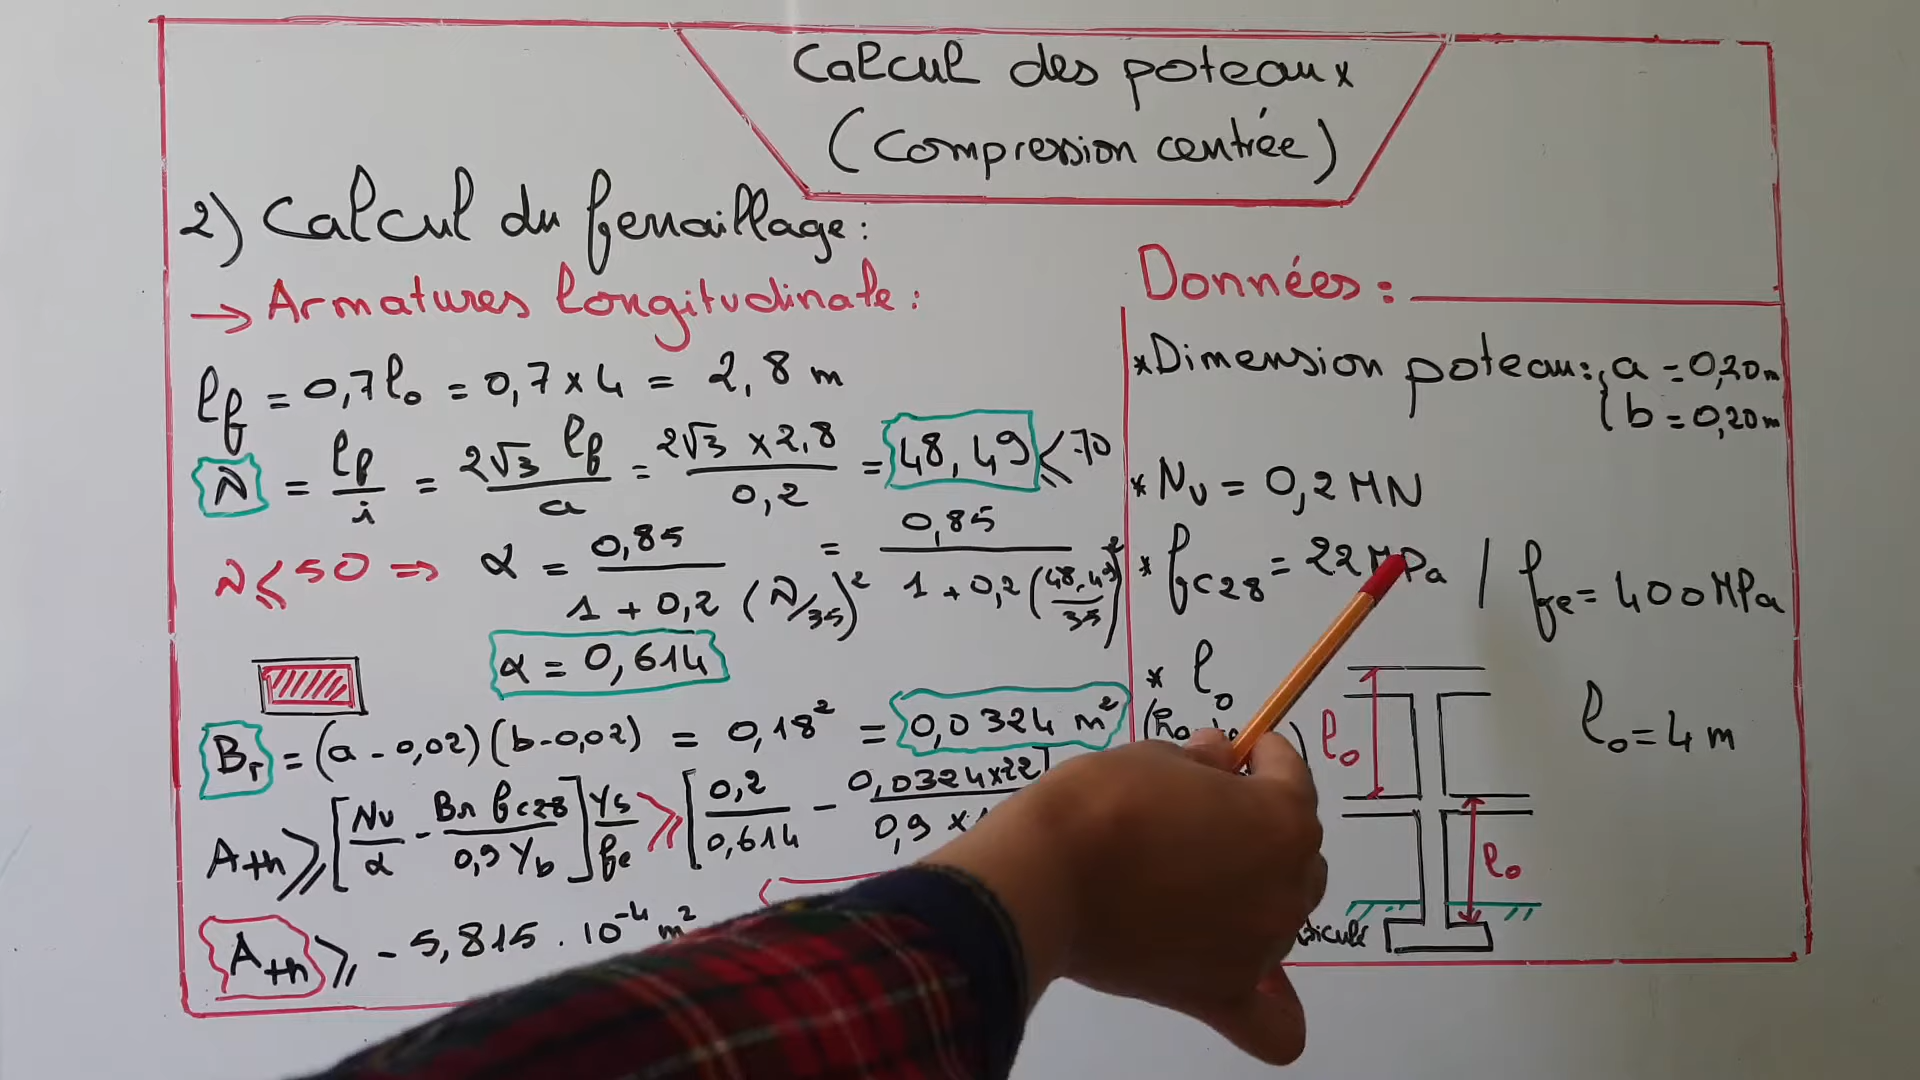 Calcul des poteaux
(Compression centrée)
2) Calcul du ferraillage :
→ Armatures longitudinale :
lf = 0,7 l₀ = 0,7 × 4 = 2,8 m
λ = lf/i = 2√3 lf / a = 2√3 × 2,8 / 0,2 = 48,49 ≤ 70
λ ≤ 50 ⇒ α = 0,85 / 1 + 0,2 (λ/35)² = 0,85 / 1 + 0,2 (48,49/35)²
α = 0,614
Br = (a - 0,02) (b - 0,02) = 0,18² = 0,0324 m²
Ath ≥ [Nu/α - Br fc28 / 0,9 γb] γs/fe ≥ [0,2/0,614 - 0,0324×22 / 0,9 ×
Ath ≥ - 5,815 . 10⁻⁴ m²
Données :
* Dimension poteau : { a = 0,20 m
b = 0,20 m
* Nu = 0,2 MN
* fc28 = 22 MPa / fe = 400 MPa
* l₀
l₀
l₀ = 4 m
l₀